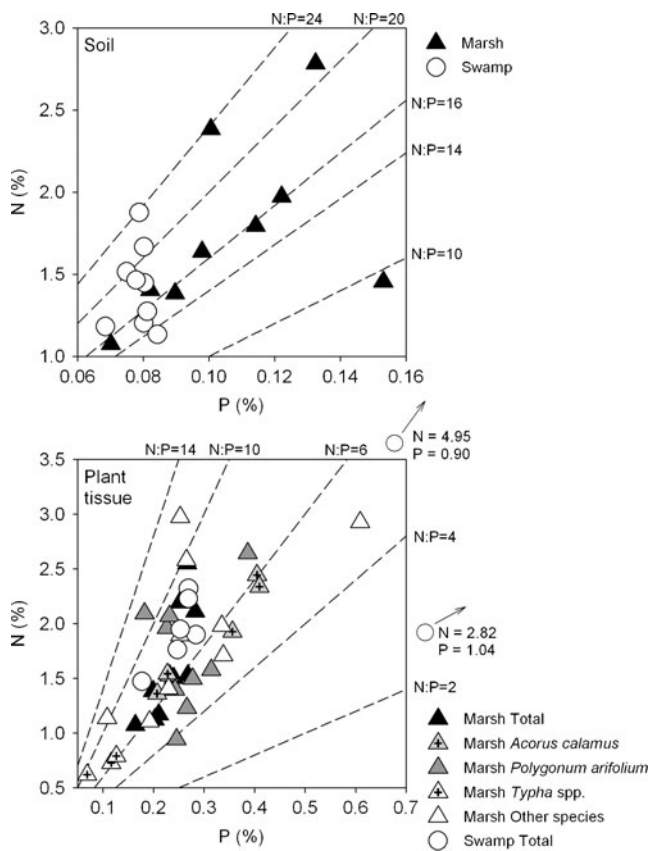 N:P=24
N:P=20
Soil
Marsh
Swamp
3.0
2.5
2.0
1.5
1.0
N (%)
N:P=16
N:P=14
N:P=10
0.06
0.08
0.10
0.12
0.14
0.16
P (%)
N:P=14
N:P=10
N:P=6
N = 4.95
P = 0.90
Plant
tissue
3.5
3.0
2.5
2.0
1.5
1.0
0.5
N (%)
N:P=4
N = 2.82
P = 1.04
N:P=2
Marsh Total
Marsh Acorus calamus
Marsh Polygonum arifolium
Marsh Typha spp.
Marsh Other species
Swamp Total
0.1
0.2
0.3
0.4
0.5
0.6
0.7
P (%)